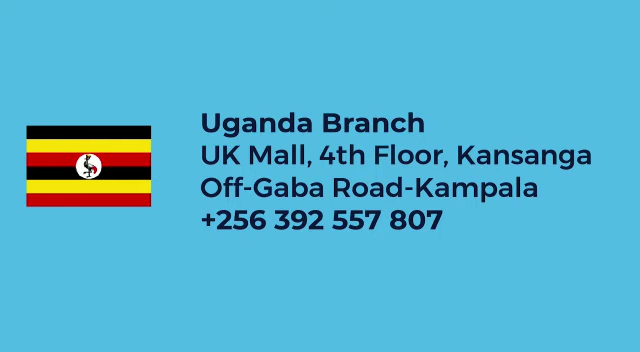 Uganda Branch
UK Mall, 4th Floor, Kansanga
Off-Gaba Road-Kampala
+256 392 557 807